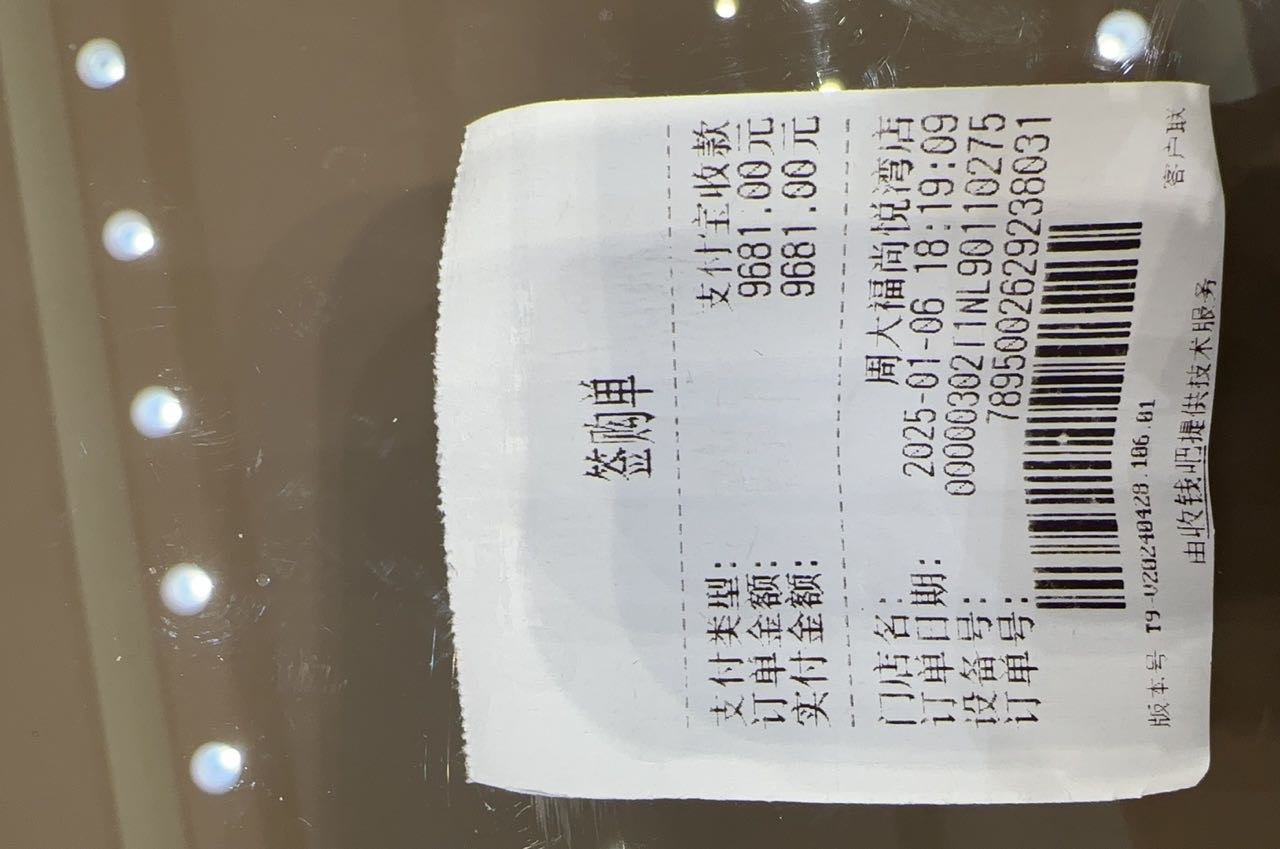 签购单
支付类型: 支付宝收款
订单金额: 9681.00元
实付金额: 9681.00元
门店名: 周大福尚悦湾店
订单日期: 2025-01-06 18:19:09
设备号: 00000302T1NL90110275
订单号: 7895002629238031
版本号 T9-V20240428.106.01
由收钱吧提供技术服务
客户联